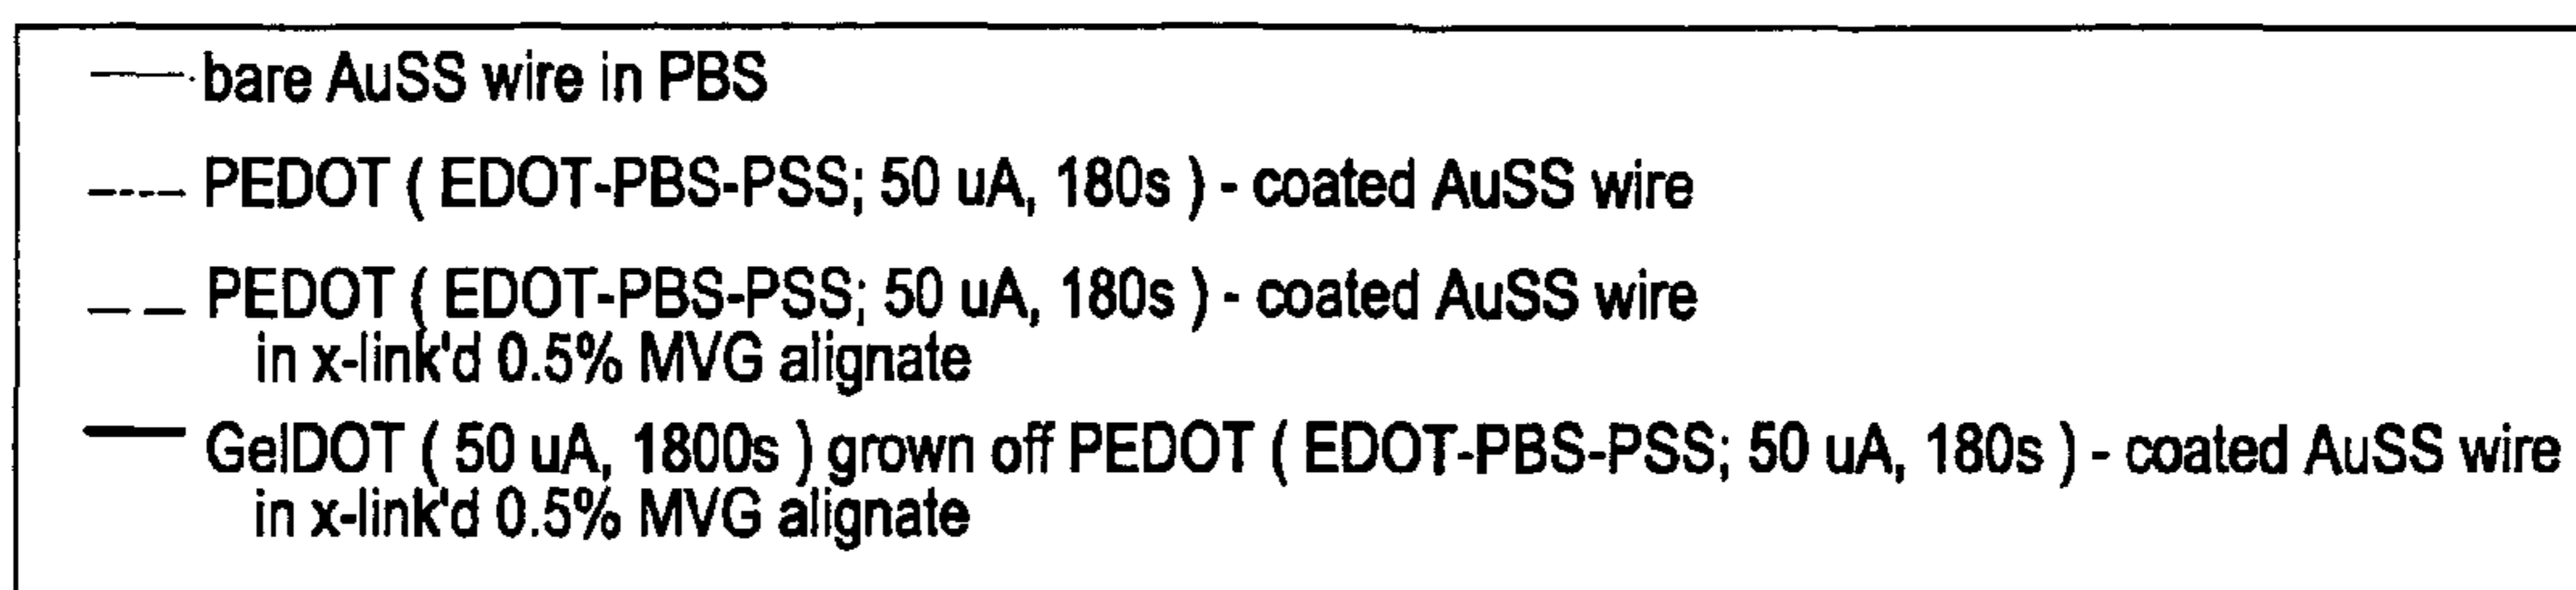 bare AuSS wire in PBS
PEDOT ( EDOT-PBS-PSS; 50 uA, 180s ) - coated AuSS wire
PEDOT ( EDOT-PBS-PSS; 50 uA, 180s ) - coated AuSS wire
in x-link'd 0.5% MVG alignate
GelDOT ( 50 uA, 1800s ) grown off PEDOT ( EDOT-PBS-PSS; 50 uA, 180s ) - coated AuSS wire
in x-link'd 0.5% MVG alignate